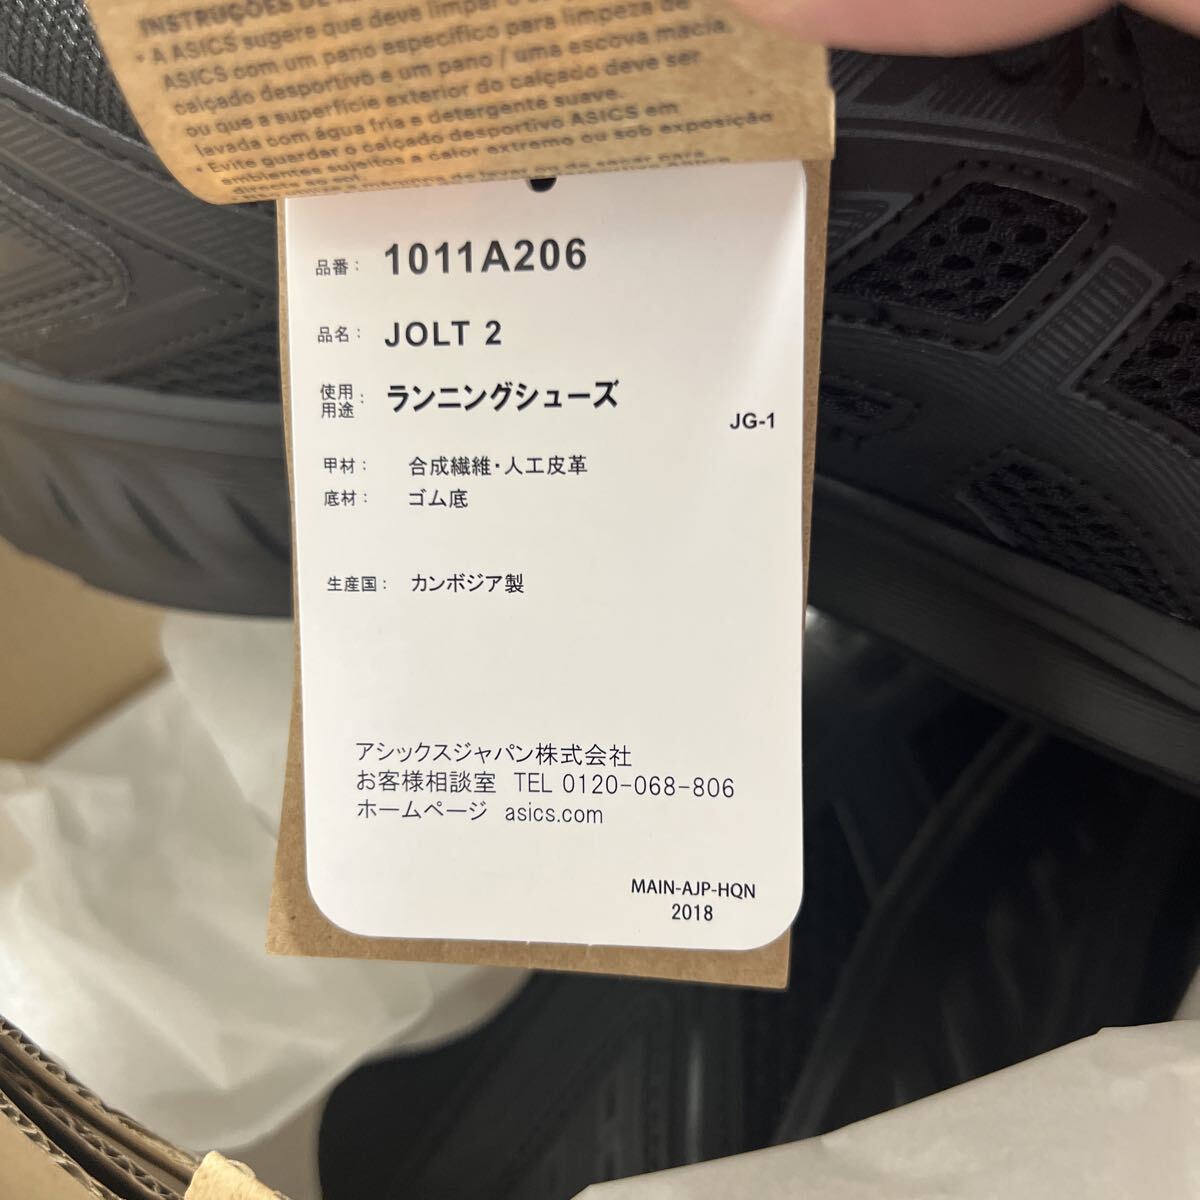 INSTRUÇÕES DE
• A ASICS sugere que deve limpar o
ASICS com um pano específico para limpeza de
calçado desportivo e um pano / uma escova macia,
ou que a superfície exterior do calçado deve ser
lavada com água fria e detergente suave.
• Evite guardar o calçado desportivo ASICS em
ambientes sujeitos a calor extremo ou sob exposição
品番： 1011A206
品名： JOLT 2
使用用途： ランニングシューズ
JG-1
甲材： 合成繊維・人工皮革
底材： ゴム底
生産国： カンボジア製
アシックスジャパン株式会社
お客様相談室 TEL 0120-068-806
ホームページ asics.com
MAIN-AJP-HQN
2018